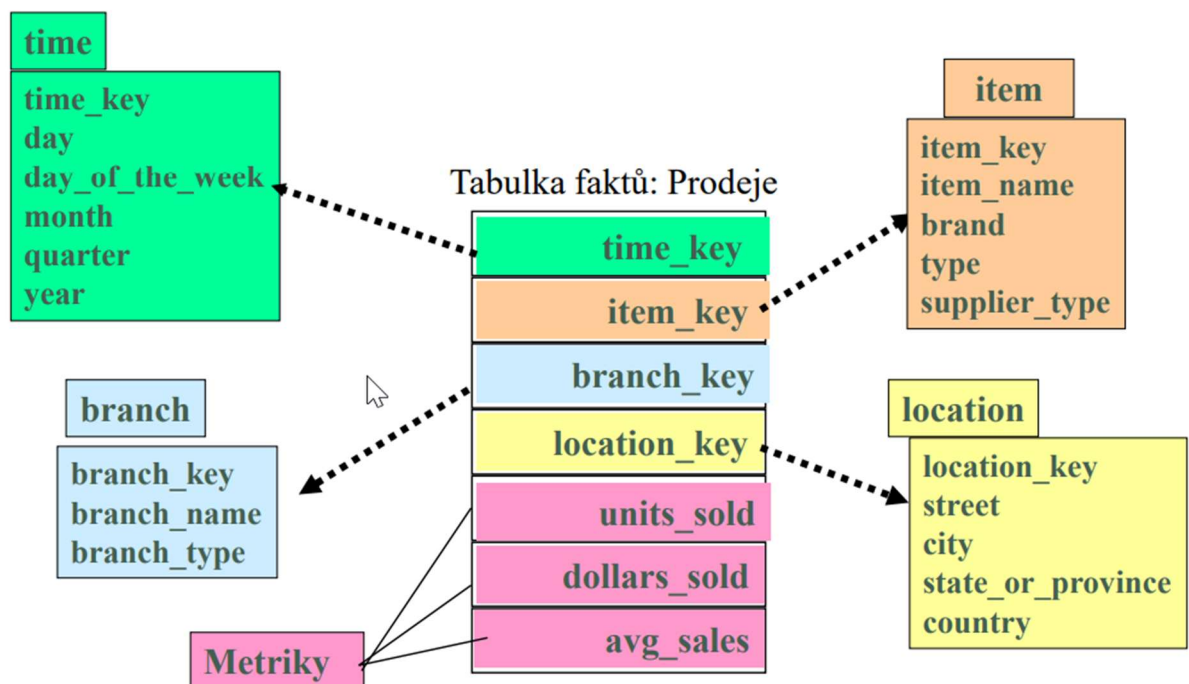 time
time_key
day
day_of_the_week
month
quarter
year
item
item_key
item_name
brand
type
supplier_type
Tabulka faktů: Prodeje
time_key
item_key
branch_key
location_key
units_sold
dollars_sold
avg_sales
branch
branch_key
branch_name
branch_type
location
location_key
street
city
state_or_province
country
Metriky